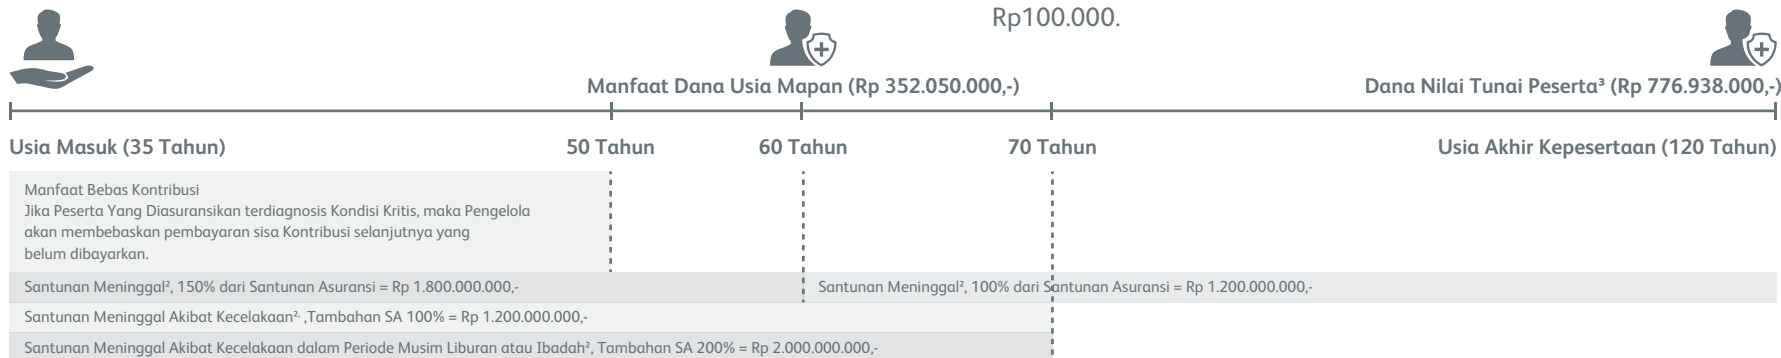 Rp100.000.
Manfaat Dana Usia Mapan (Rp 352.050.000,-)
Dana Nilai Tunai Peserta³ (Rp 776.938.000,-)
Usia Masuk (35 Tahun)
50 Tahun
60 Tahun
70 Tahun
Usia Akhir Kepesertaan (120 Tahun)
Manfaat Bebas Kontribusi
Jika Peserta Yang Diasuransikan terdiagnosis Kondisi Kritis, maka Pengelola
akan membebaskan pembayaran sisa Kontribusi selanjutnya yang
belum dibayarkan.
Santunan Meninggal², 150% dari Santunan Asuransi = Rp 1.800.000.000,-
Santunan Meninggal², 100% dari Santunan Asuransi = Rp 1.200.000.000,-
Santunan Meninggal Akibat Kecelakaan². ,Tambahan SA 100% = Rp 1.200.000.000,-
Santunan Meninggal Akibat Kecelakaan dalam Periode Musim Liburan atau Ibadah², Tambahan SA 200% = Rp 2.000.000.000,-